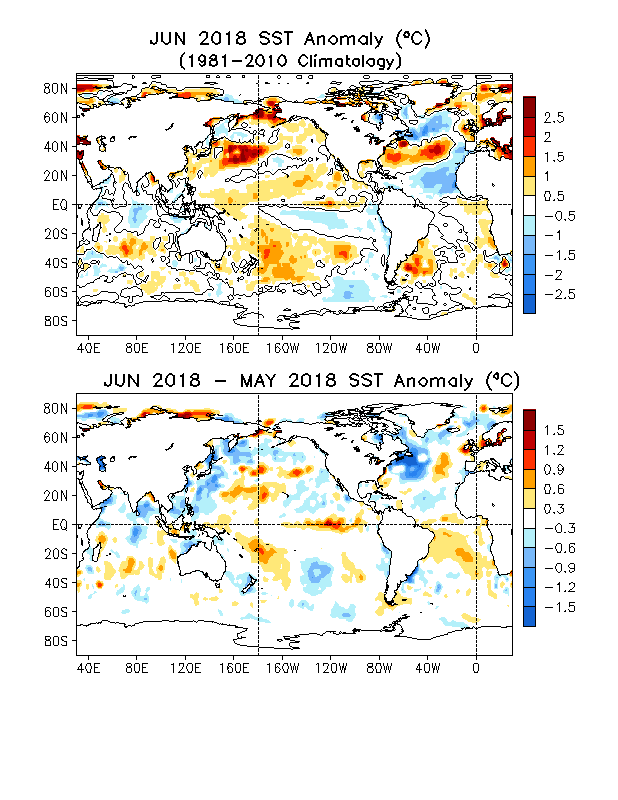 JUN 2018 SST Anomaly (°C)
(1981−2010 Climatology)
80N
60N
40N
20N
EQ
20S
40S
60S
80S
40E 80E 120E 160E 160W 120W 80W 40W 0
2.5
2
1.5
1
0.5
−0.5
−1
−1.5
−2
−2.5
JUN 2018 − MAY 2018 SST Anomaly (°C)
80N
60N
40N
20N
EQ
20S
40S
60S
80S
40E 80E 120E 160E 160W 120W 80W 40W 0
1.5
1.2
0.9
0.6
0.3
−0.3
−0.6
−0.9
−1.2
−1.5